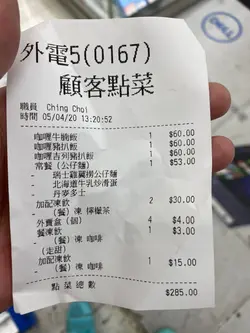 DELL
外電5(0167)
顧客點菜
職員 Ching Choi
時間 05/04/20 13:20:52
咖喱牛腩飯 1 $60.00
咖喱豬扒飯 1 $60.00
咖喱吉列豬扒飯 1 $60.00
常餐(公仔麵) 1 $53.00
- 瑞士雞翼撈公仔麵
- 北海道牛乳炒滑蛋
- 丹麥多士
加配凍飲 2 $30.00
- (餐) 凍 檸檬茶
外賣盒(個) 4 $4.00
餐凍飲 1 $3.00
- (餐) 凍 咖啡
(走甜)
加配凍飲 1 $15.00
- (餐) 凍 咖啡
點菜總數 $285.00